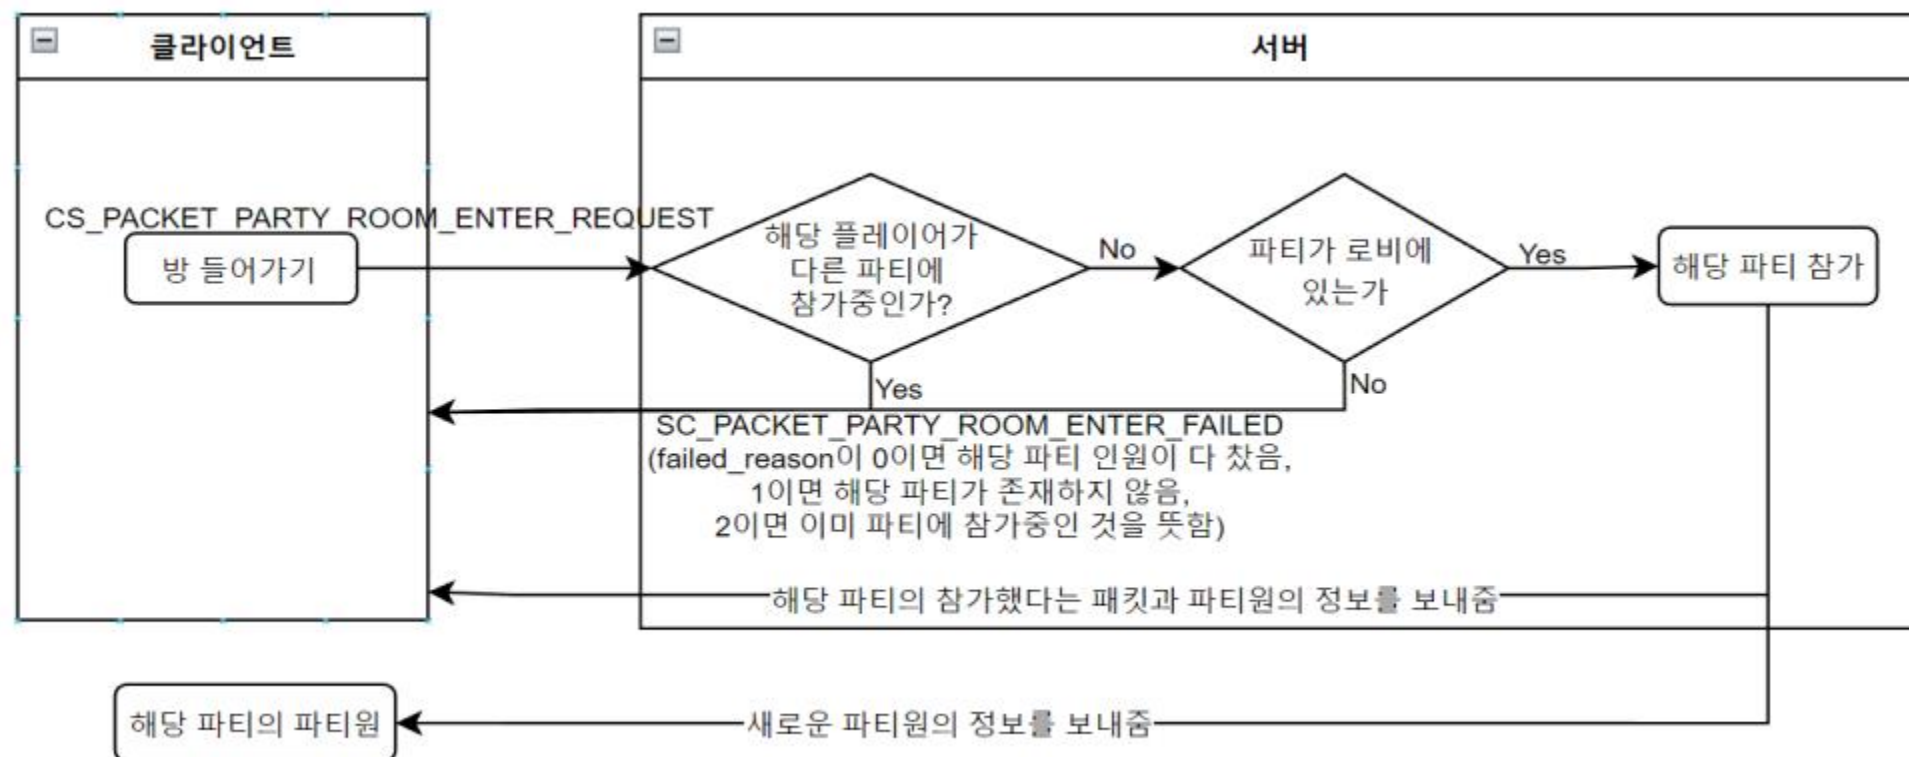 클라이언트
서버
CS_PACKET_PARTY_ROOM_ENTER_REQUEST
방 들어가기
해당 플레이어가
다른 파티에
참가중인가?
No
파티가 로비에
있는가
Yes
해당 파티 참가
Yes
No
SC_PACKET_PARTY_ROOM_ENTER_FAILED
(failed_reason이 0이면 해당 파티 인원이 다 찼음,
1이면 해당 파티가 존재하지 않음,
2이면 이미 파티에 참가중인 것을 뜻함)
해당 파티의 참가했다는 패킷과 파티원의 정보를 보내줌
해당 파티의 파티원
새로운 파티원의 정보를 보내줌